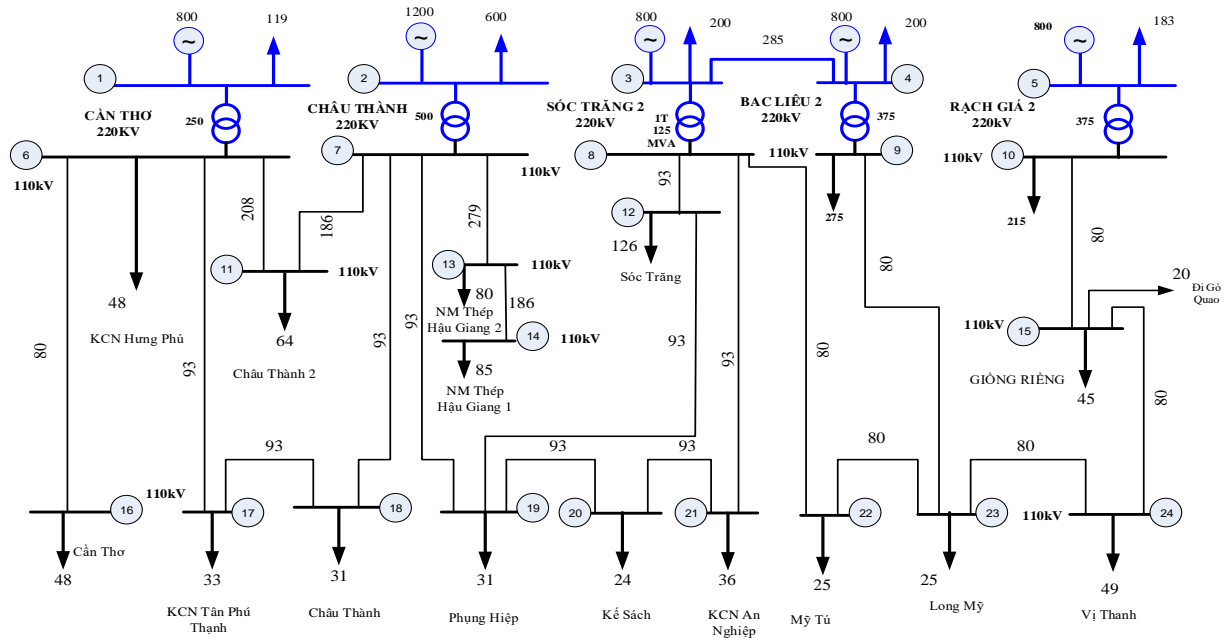 800
119
1200
600
800
200
285
800
200
800
183
~
~
~
~
~
1
2
3
4
5
CẦN THƠ
220KV
250
CHÂU THÀNH
220KV
500
SÓC TRĂNG 2
220kV
1T
125
MVA
BAC LIÊU 2
220kV
375
RẠCH GIÁ 2
220kV
375
6
110kV
7
110kV
8
110kV
9
110kV
10
208
186
279
93
12
275
215
80
126
Sóc Trăng
11
110kV
13
110kV
80
NM Thép
Hậu Giang 2
186
14
110kV
85
NM Thép
Hậu Giang 1
48
KCN Hưng Phú
64
Châu Thành 2
20
Đi Gò
Quao
110kV
15
GIỒNG RIỀNG
45
80
93
93
93
93
93
80
80
80
93
93
93
80
80
110kV
16
17
18
19
20
21
22
23
110kV
24
Cần Thơ
48
33
31
31
24
36
25
25
49
KCN Tân Phú
Thạnh
Châu Thành
Phụng Hiệp
Kế Sách
KCN An
Nghiệp
Mỹ Tú
Long Mỹ
Vị Thanh